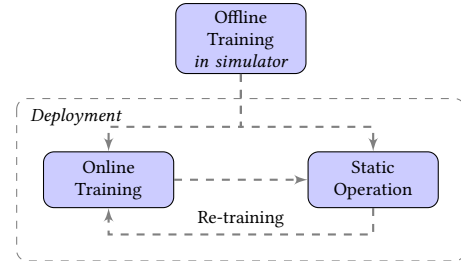 Offline
Training
in simulator
Deployment
Online
Training
Static
Operation
Re-training